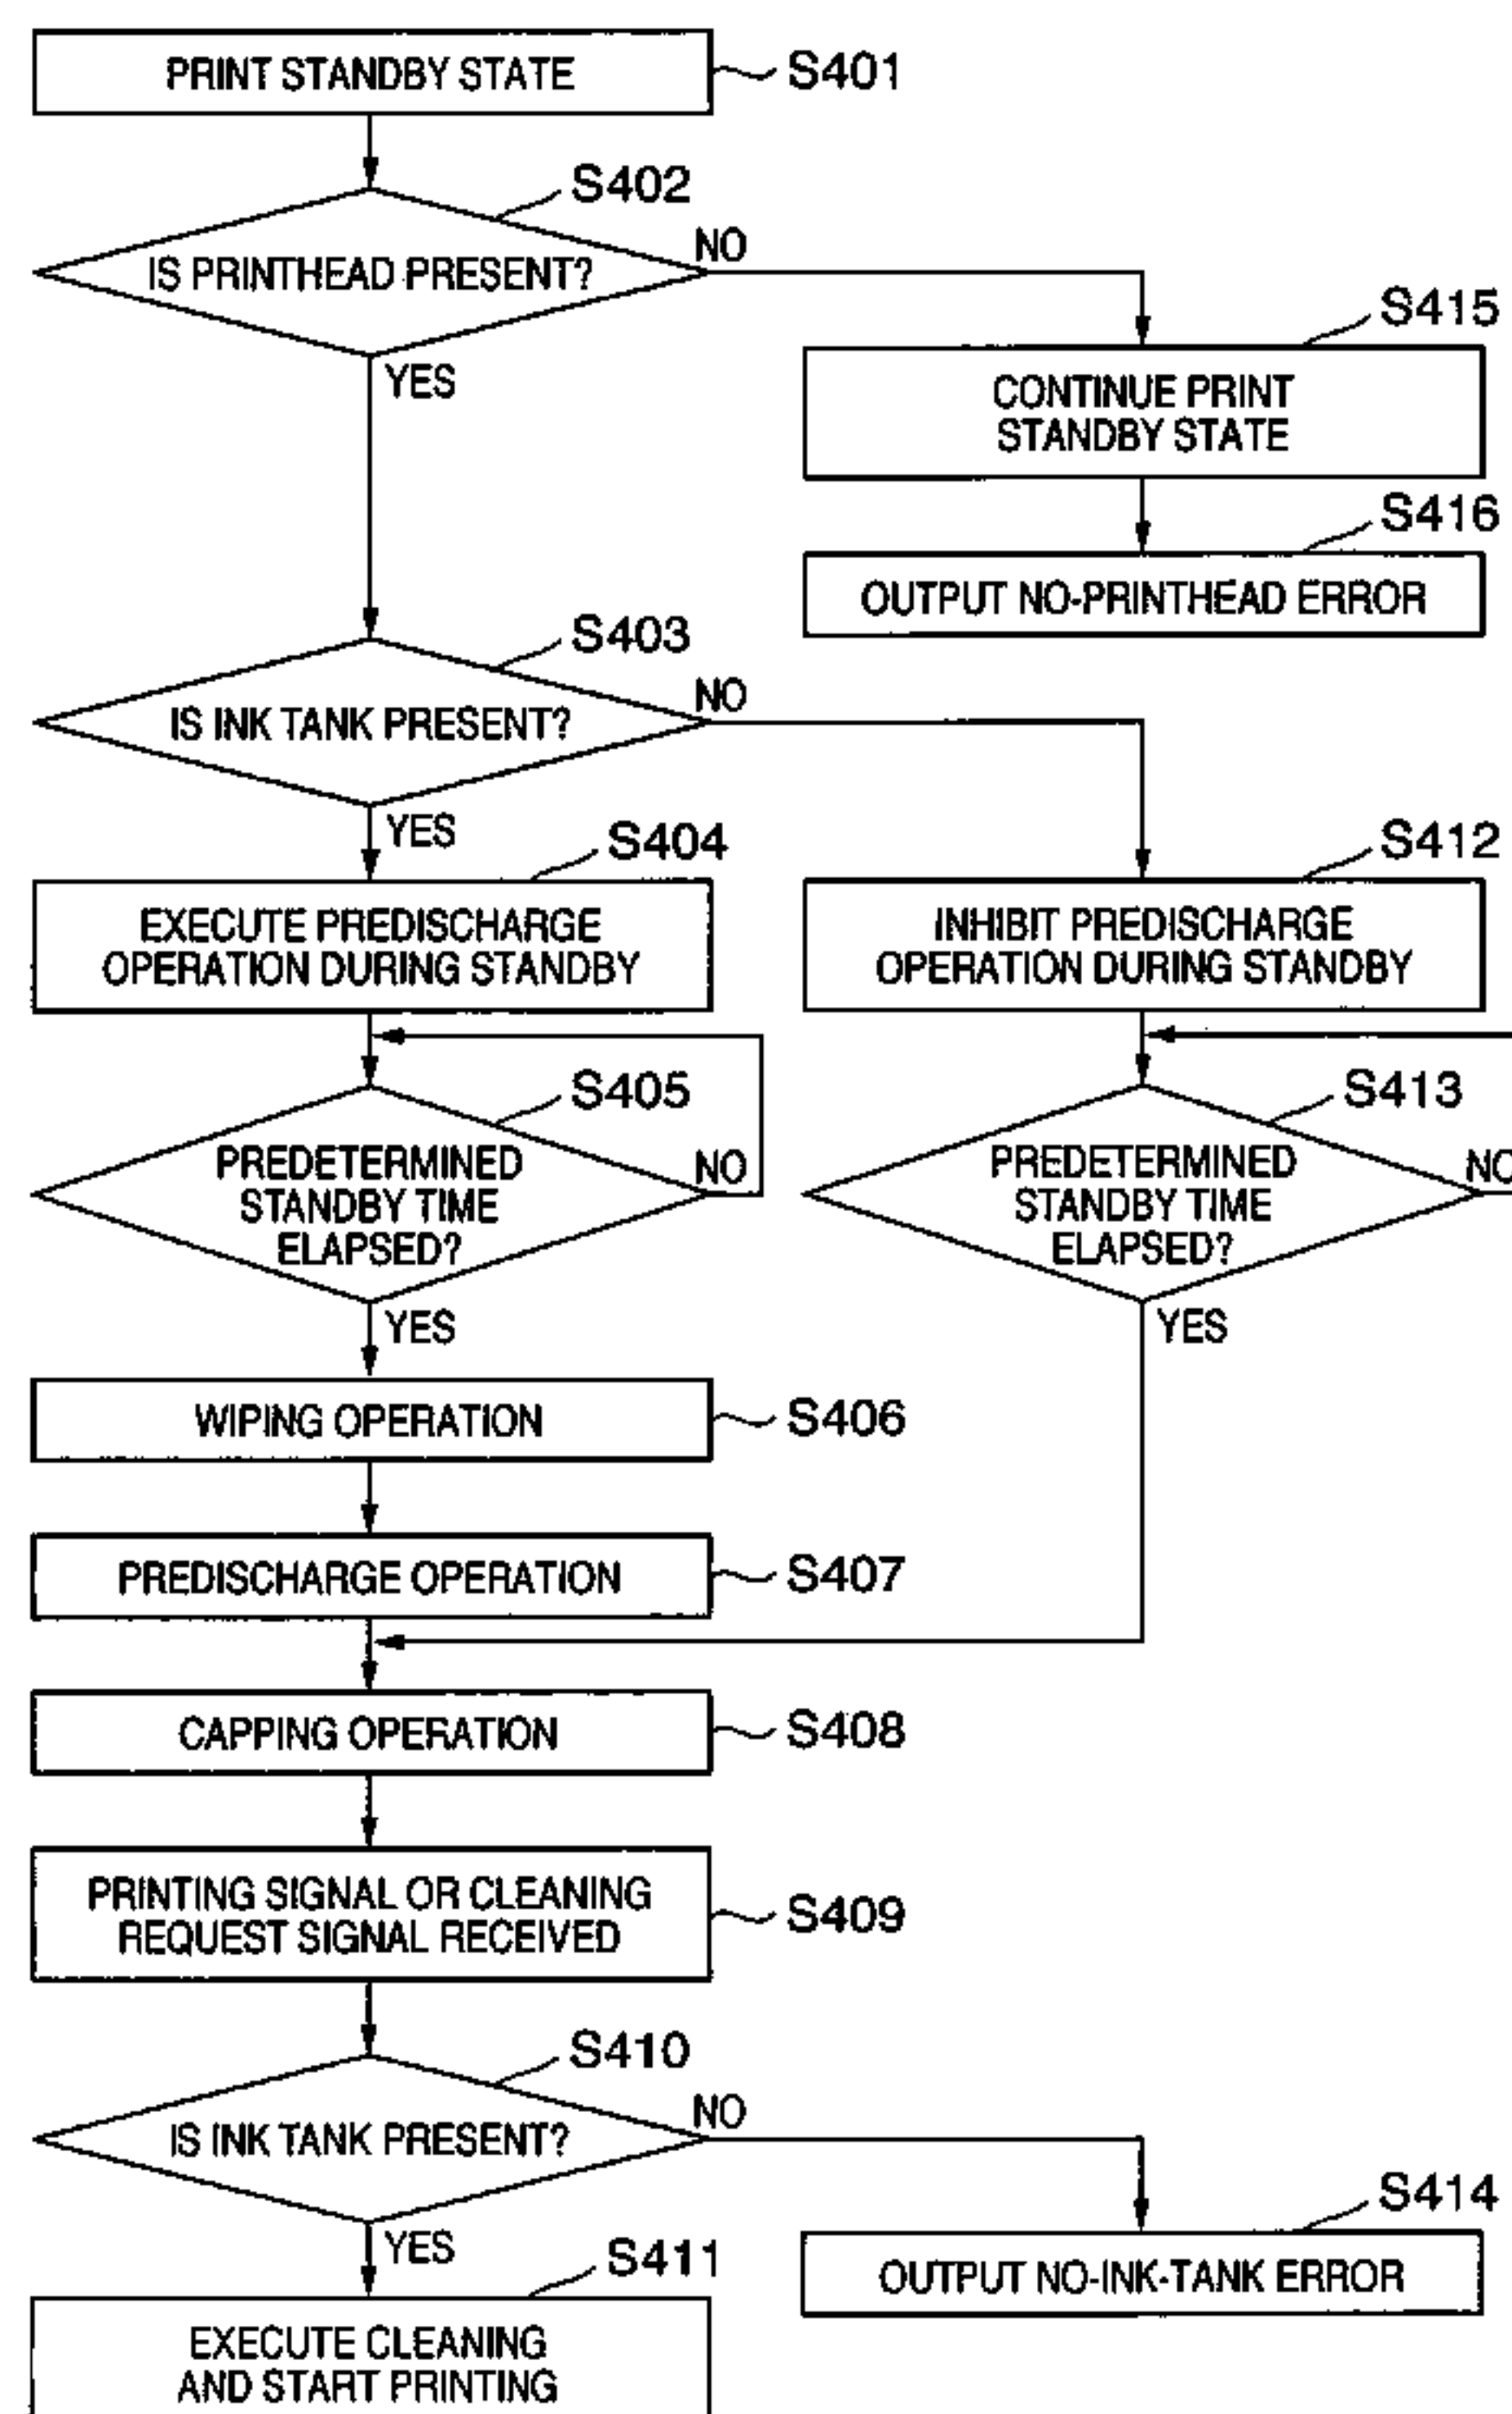 PRINT STANDBY STATE
S401
S402
IS PRINTHEAD PRESENT?
NO
YES
S415
CONTINUE PRINT
STANDBY STATE
S416
OUTPUT NO-PRINTHEAD ERROR
S403
IS INK TANK PRESENT?
NO
YES
S404
EXECUTE PREDISCHARGE
OPERATION DURING STANDBY
S412
INHIBIT PREDISCHARGE
OPERATION DURING STANDBY
S405
PREDETERMINED
STANDBY TIME
ELAPSED?
NO
YES
S413
PREDETERMINED
STANDBY TIME
ELAPSED?
NO
YES
WIPING OPERATION
S406
PREDISCHARGE OPERATION
S407
CAPPING OPERATION
S408
PRINTING SIGNAL OR CLEANING
REQUEST SIGNAL RECEIVED
S409
S410
IS INK TANK PRESENT?
NO
YES
S414
OUTPUT NO-INK-TANK ERROR
S411
EXECUTE CLEANING
AND START PRINTING